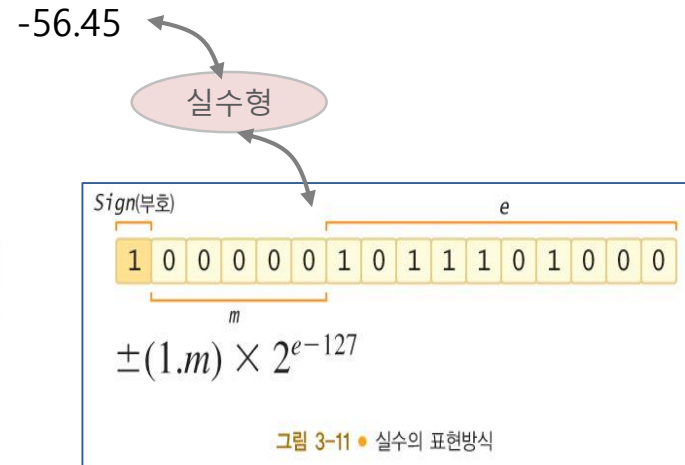 -56.45
실수형
Sign(부호) e
1 0 0 0 0 0 1 0 1 1 1 0 1 0 0 0
m
±(1.m) × 2^{e-127}
그림 3-11 • 실수의 표현방식